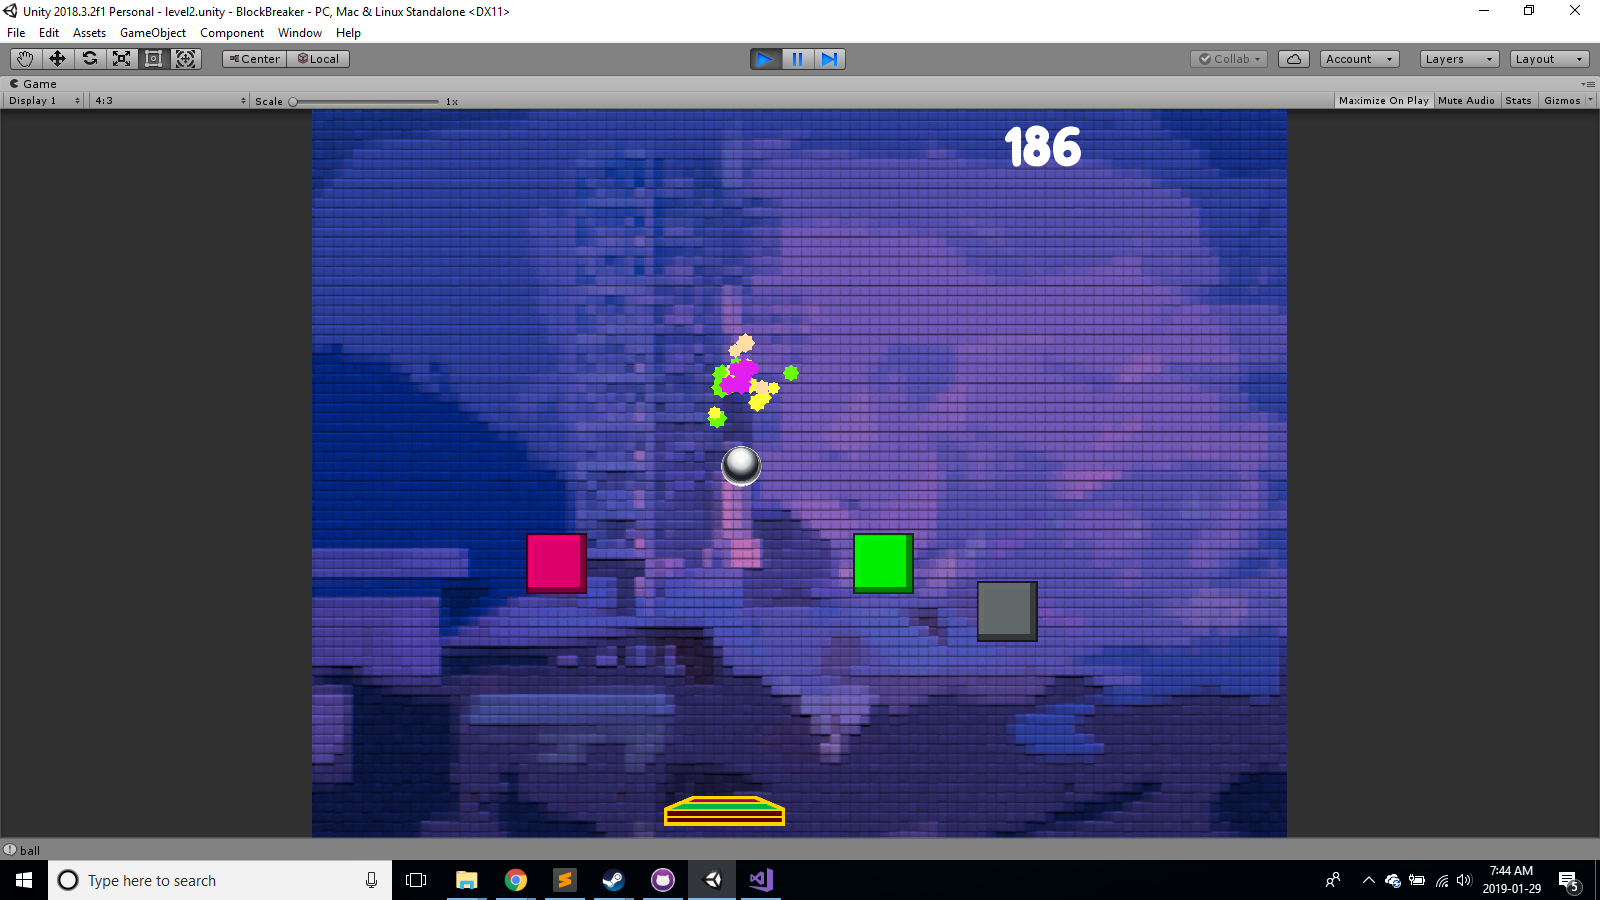 Unity 2018.3.2f1 Personal - level2.unity - BlockBreaker - PC, Mac & Linux Standalone <DX11>
File Edit Assets GameObject Component Window Help
Center Local Collab Account Layers Layout
Game
Display 1 4:3 Scale 1x Maximize On Play Mute Audio Stats Gizmos
186
ball
Type here to search
7:44 AM
2019-01-29
5